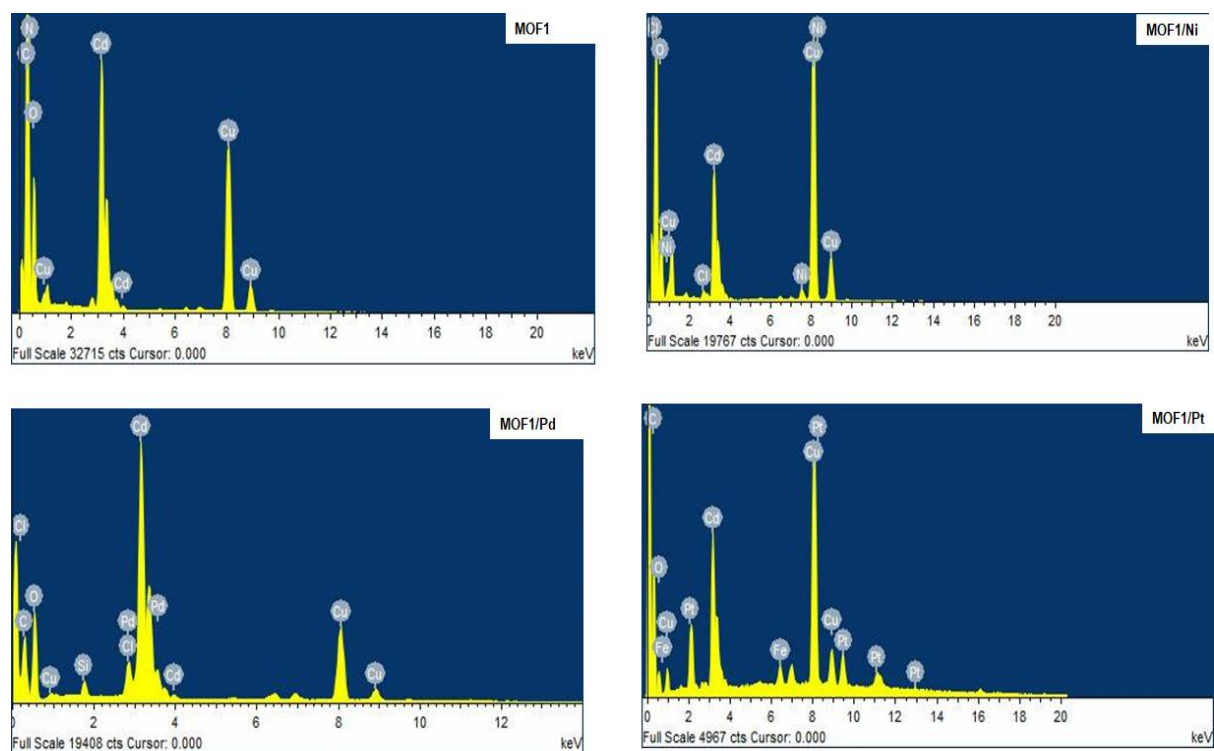 MOF1
N
Cd
C
O
Cu
Cu
Cu
Cd
0 2 4 6 8 10 12 14 16 18 20
Full Scale 32715 cts Cursor: 0.000 keV
MOF1/Ni
Cl
Ni
O
Cu
Cd
Cu
Ni
Cu
Cl
Ni
0 2 4 6 8 10 12 14 16 18 20
Full Scale 19767 cts Cursor: 0.000 keV
MOF1/Pd
Cd
Cl
O
Pd
Pd
C
Cl
Cu
Si
Cu
Cd
Cu
0 2 4 6 8 10 12
Full Scale 19408 cts Cursor: 0.000 keV
MOF1/Pt
C
Pt
Cu
Cd
O
Pt
Cu
Cu
Fe
Fe
Pt
Pt
Pt
0 2 4 6 8 10 12 14 16 18 20
Full Scale 4967 cts Cursor: 0.000 keV